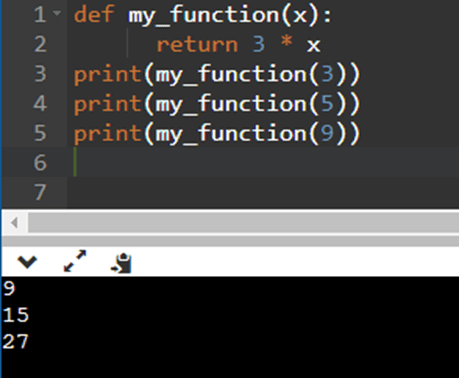 1 def my_function(x):
2 return 3 * x
3 print(my_function(3))
4 print(my_function(5))
5 print(my_function(9))
6
7
9
15
27